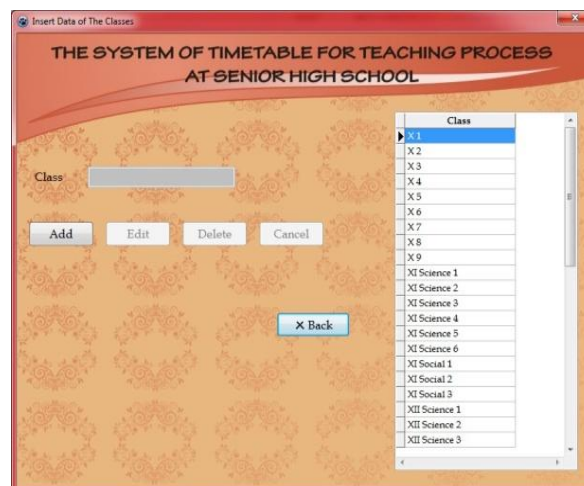 Insert Data of The Classes
THE SYSTEM OF TIMETABLE FOR TEACHING PROCESS
AT SENIOR HIGH SCHOOL
Class
Add Edit Delete Cancel
X Back
Class
X 1
X 2
X 3
X 4
X 5
X 6
X 7
X 8
X 9
XI Science 1
XI Science 2
XI Science 3
XI Science 4
XI Science 5
XI Science 6
XI Social 1
XI Social 2
XI Social 3
XII Science 1
XII Science 2
XII Science 3